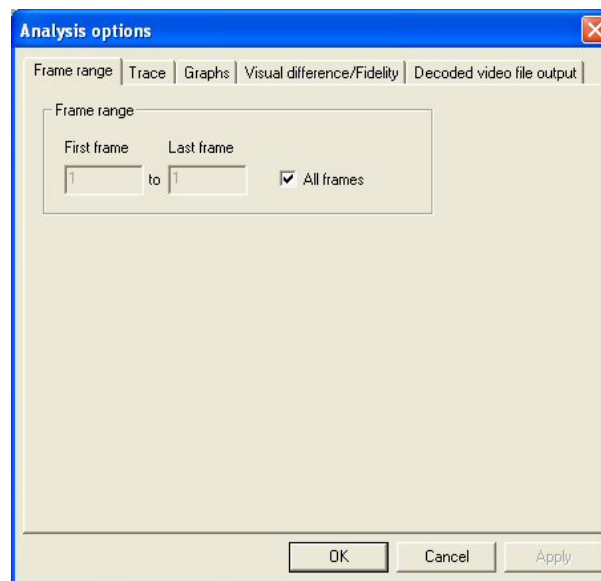 Analysis options
Frame range Trace Graphs Visual difference/Fidelity Decoded video file output
Frame range
First frame Last frame
1 to 1 All frames
OK Cancel Apply